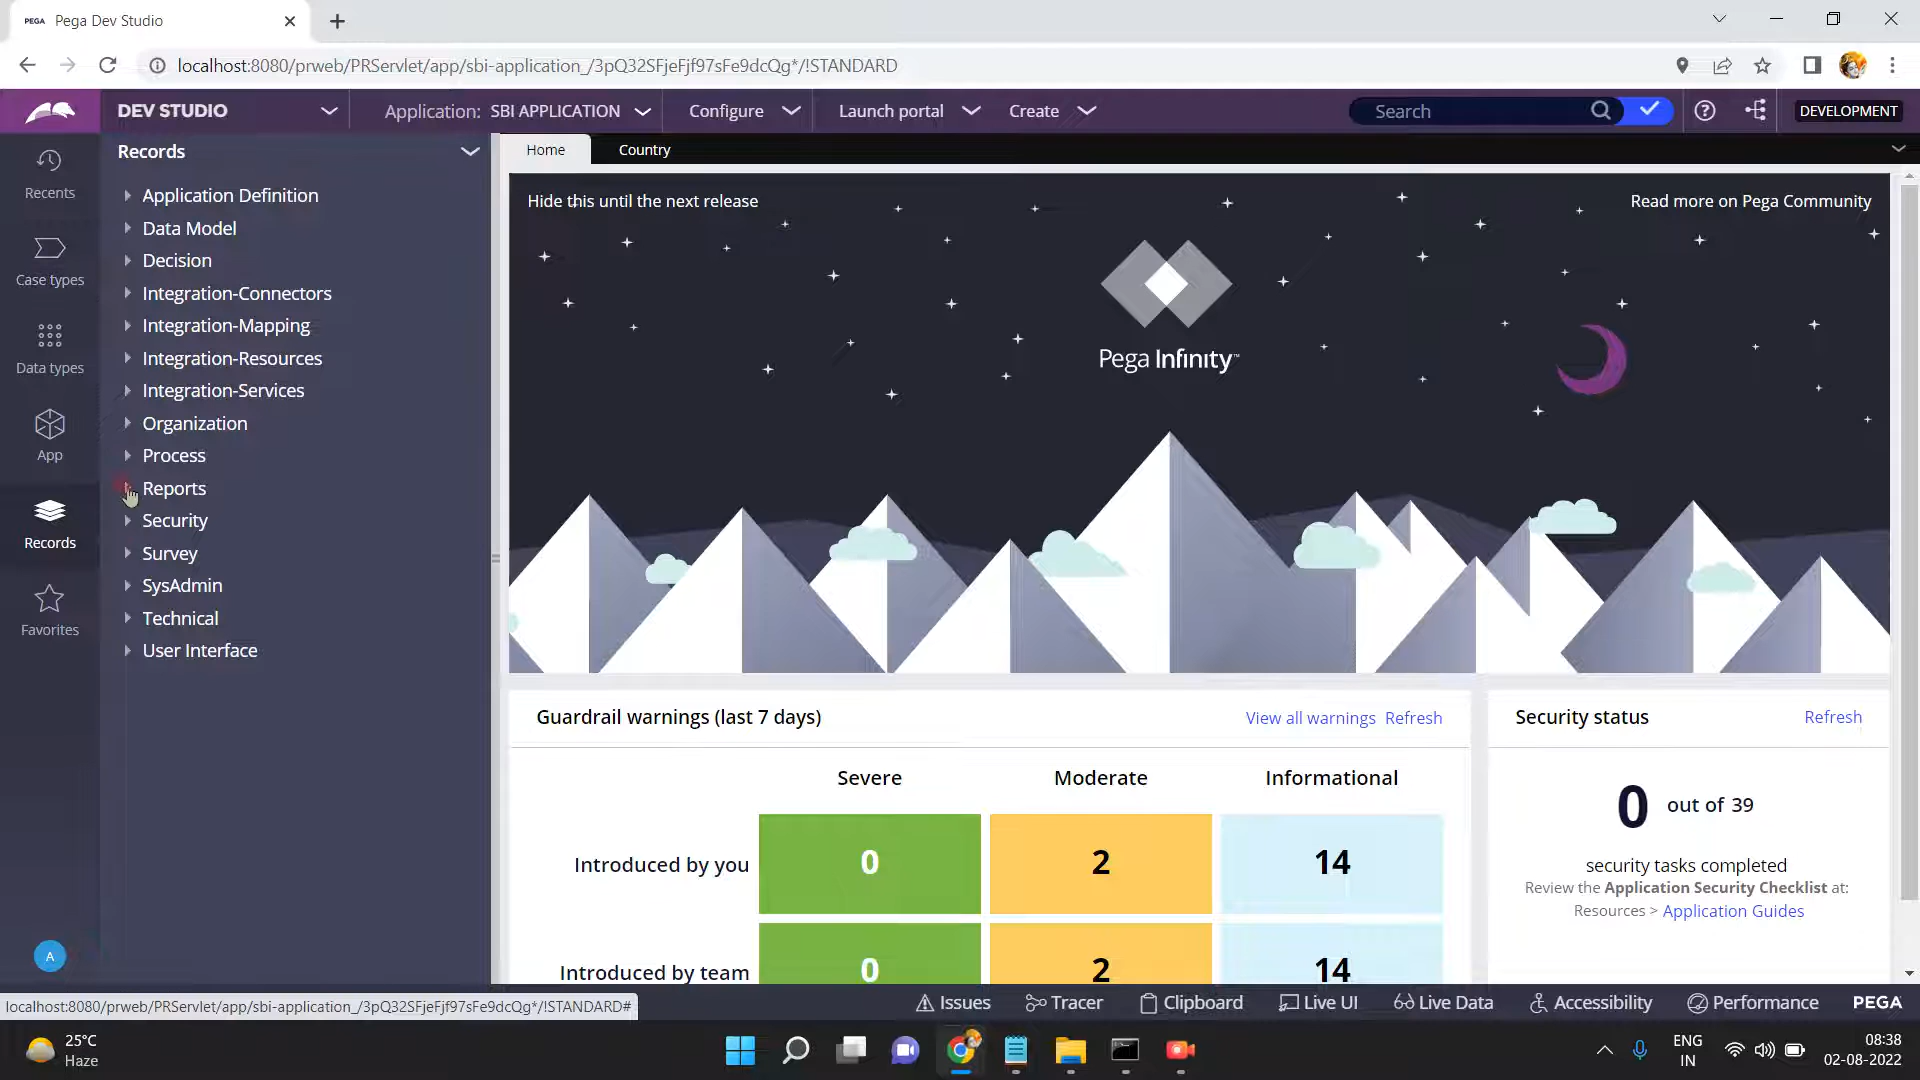 PEGA Pega Dev Studio
localhost:8080/prweb/PRServlet/app/sbi-application_/3pQ32SFjeFjf97sFe9dcQg*/!STANDARD
DEV STUDIO
Application: SBI APPLICATION
Configure
Launch portal
Create
Search
DEVELOPMENT
Recents
Case types
Data types
App
Records
Favorites
A
Records
Application Definition
Data Model
Decision
Integration-Connectors
Integration-Mapping
Integration-Resources
Integration-Services
Organization
Process
Reports
Security
Survey
SysAdmin
Technical
User Interface
Home
Country
Hide this until the next release
Read more on Pega Community
Pega Infinity™
Guardrail warnings (last 7 days)
View all warnings Refresh
Severe Moderate Informational
Introduced by you 0 2 14
Introduced by team 0 2 14
Security status
Refresh
0 out of 39
security tasks completed
Review the Application Security Checklist at:
Resources > Application Guides
localhost:8080/prweb/PRServlet/app/sbi-application_/3pQ32SFjeFjf97sFe9dcQg*/!STANDARD#
Issues
Tracer
Clipboard
Live UI
Live Data
Accessibility
Performance
PEGA
25°C
Haze
ENG
IN
08:38
02-08-2022